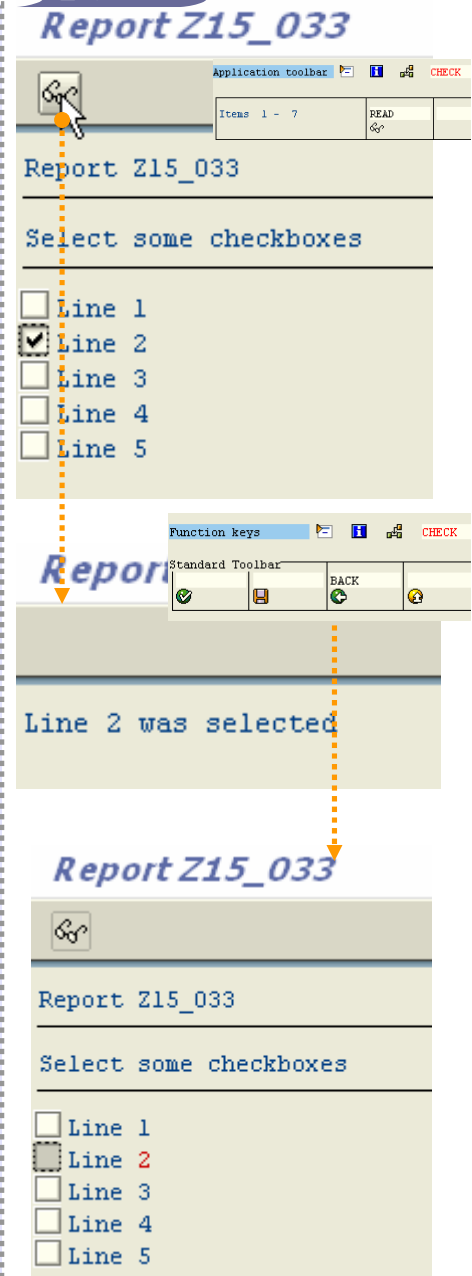 Report Z15_033
Application toolbar CHECK
Items 1 - 7 READ
Report Z15_033
Select some checkboxes
Line 1
Line 2
Line 3
Line 4
Line 5
Function keys CHECK
Standard Toolbar
BACK
Report
Line 2 was selected
Report Z15_033
Report Z15_033
Select some checkboxes
Line 1
Line 2
Line 3
Line 4
Line 5